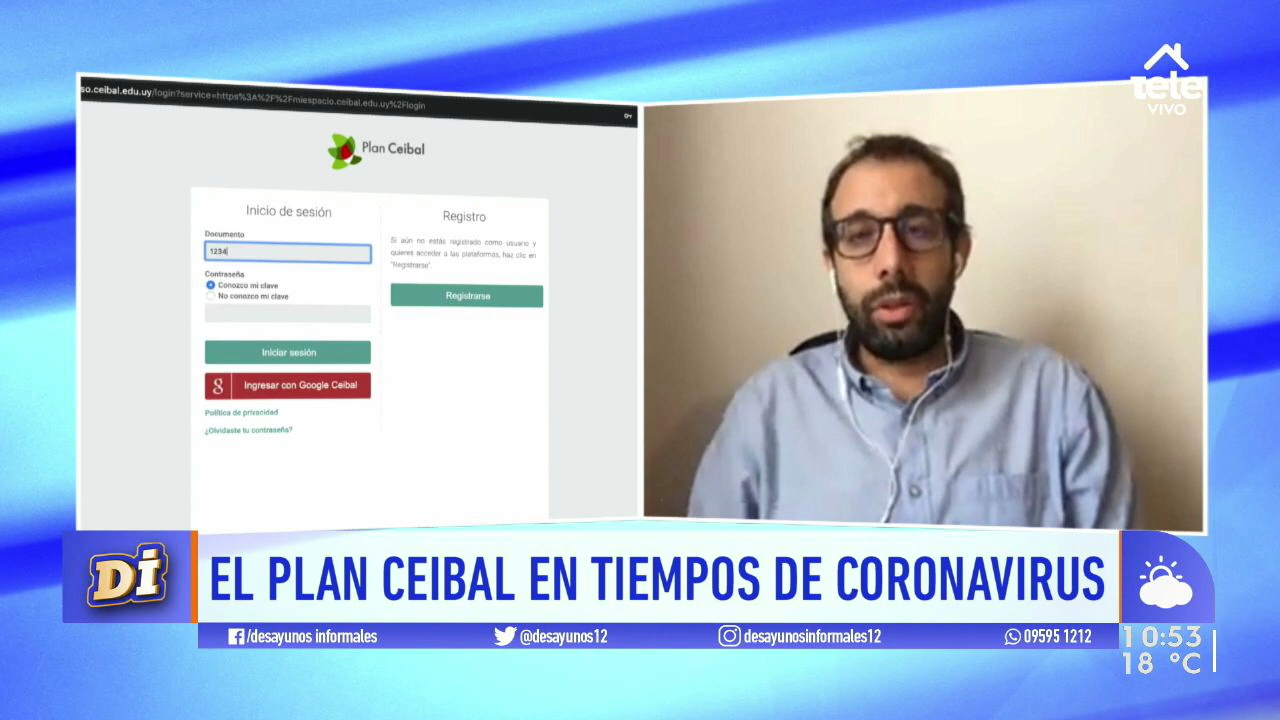 so.ceibal.edu.uy/login?service=https%3A%2F%2Fmiespacio.ceibal.edu.uy%2Flogin
Plan Ceibal
Inicio de sesión
Documento
1234
Contraseña
Conozco mi clave
No conozco mi clave
Iniciar sesión
g Ingresar con Google Ceibal
Política de privacidad
¿Olvidaste tu contraseña?
Registro
Si aún no estás registrado como usuario y
quieres acceder a las plataformas, haz clic en
"Registrarse".
Registrarse
tele
VIVO
Di
EL PLAN CEIBAL EN TIEMPOS DE CORONAVIRUS
/desayunos informales
@desayunos12
desayunosinformales12
09595 1212
10:53
18 °C